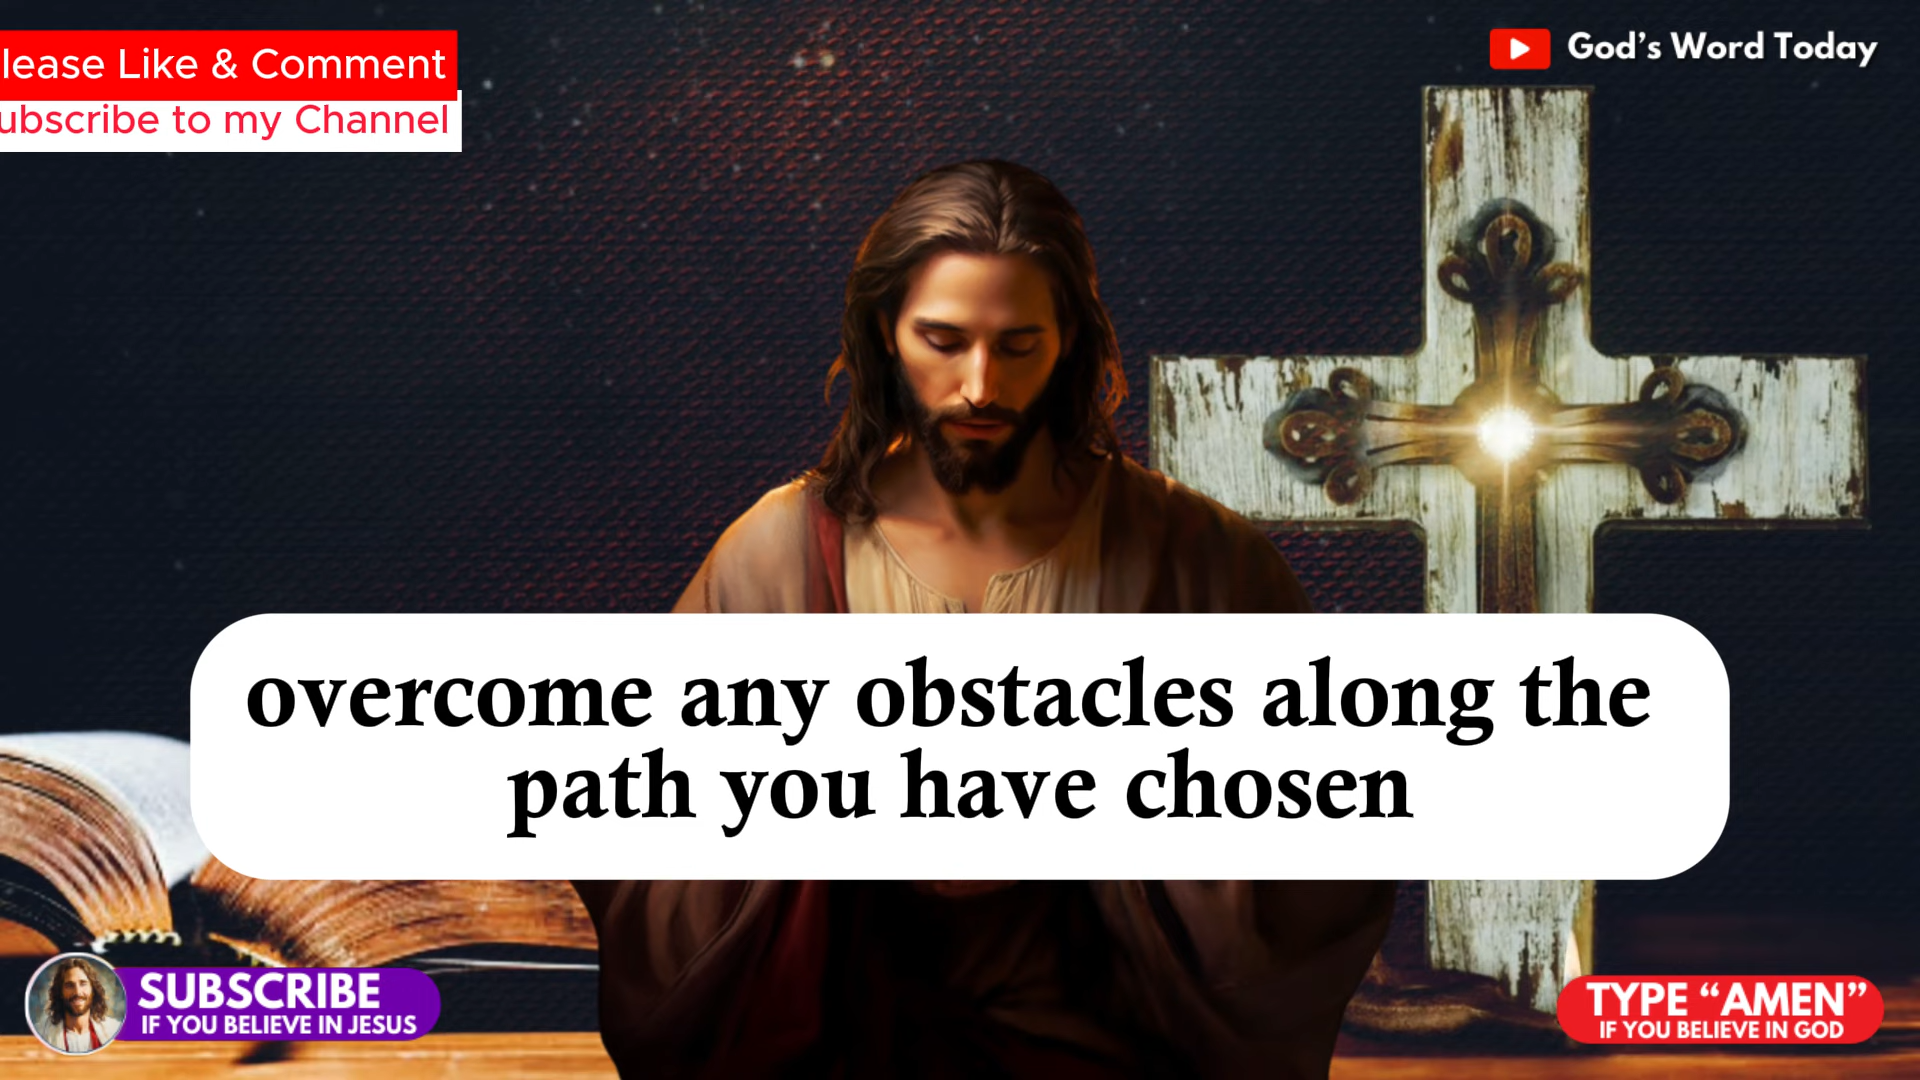 lease Like & Comment
ubscribe to my Channel
God's Word Today
overcome any obstacles along the
path you have chosen
SUBSCRIBE
IF YOU BELIEVE IN JESUS
TYPE “AMEN”
IF YOU BELIEVE IN GOD